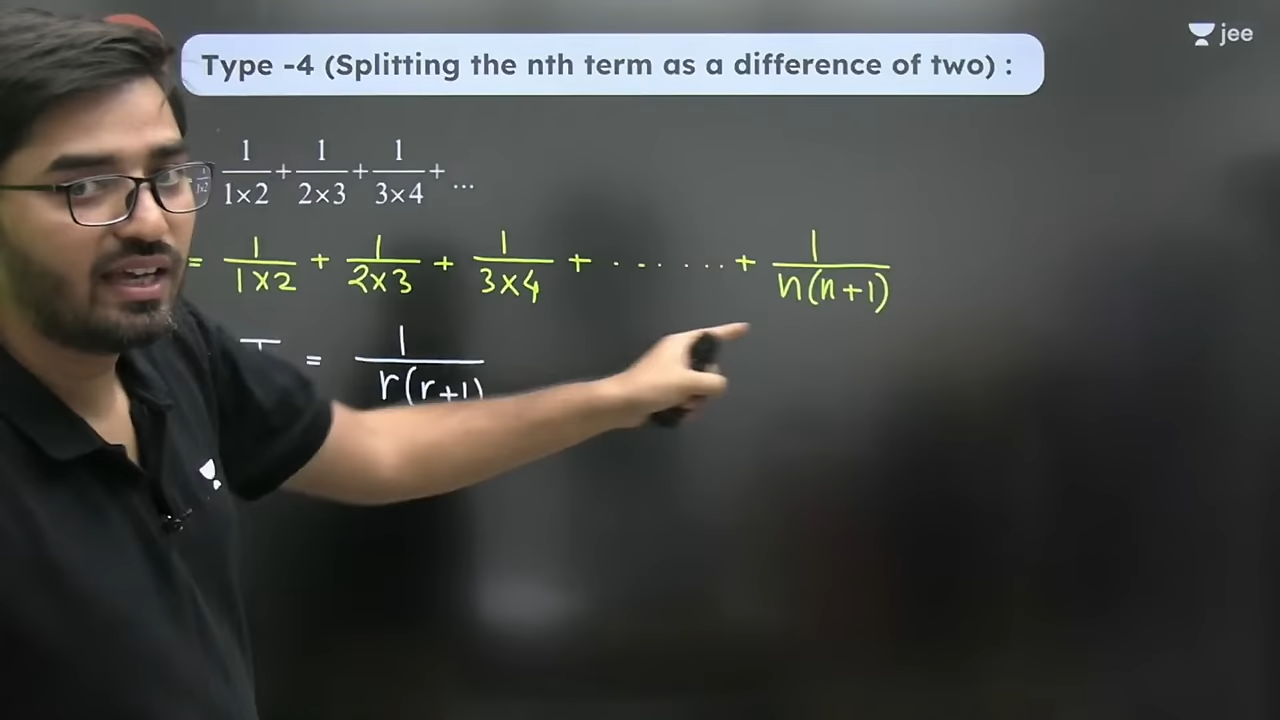 jee
Type -4 (Splitting the nth term as a difference of two) :
1/1×2 + 1/2×3 + 1/3×4 + ...
= 1/1×2 + 1/2×3 + 1/3×4 + ....... + 1/n(n+1)
= 1/r(r+1)